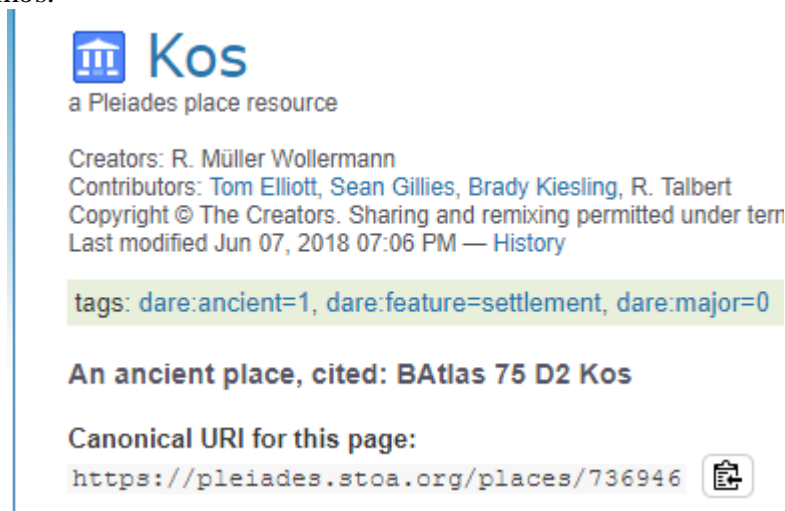 Kos
a Pleiades place resource
Creators: R. Müller Wollermann
Contributors: Tom Elliott, Sean Gillies, Brady Kiesling, R. Talbert
Copyright © The Creators. Sharing and remixing permitted under
Last modified Jun 07, 2018 07:06 PM — History
tags: dare:ancient=1, dare:feature=settlement, dare:major=0
An ancient place, cited: BAtlas 75 D2 Kos
Canonical URI for this page:
https://pleiades.stoa.org/places/736946